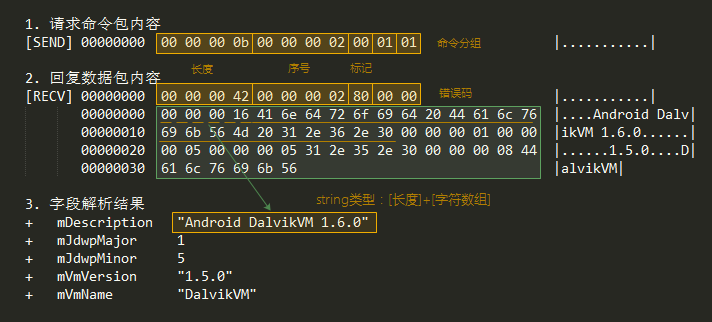 1. 请求命令包内容
[SEND] 00000000 00 00 00 0b 00 00 00 02 00 01 01 命令分组 |...........|
长度 序号 标记
2. 回复数据包内容 错误码
[RECV] 00000000 00 00 00 42 00 00 00 02 80 00 00 |...........|
00000000 00 00 00 16 41 6e 64 72 6f 69 64 20 44 61 6c 76 |....Android Dalv|
00000010 69 6b 56 4d 20 31 2e 36 2e 30 00 00 00 01 00 00 |ikVM 1.6.0......|
00000020 00 05 00 00 00 05 31 2e 35 2e 30 00 00 00 08 44 |......1.5.0....D|
00000030 61 6c 76 69 6b 56 |alvikVM|
string类型：[长度]+[字符数组]
3. 字段解析结果
+ mDescription "Android DalvikVM 1.6.0"
+ mJdwpMajor 1
+ mJdwpMinor 5
+ mVmVersion "1.5.0"
+ mVmName "DalvikVM"